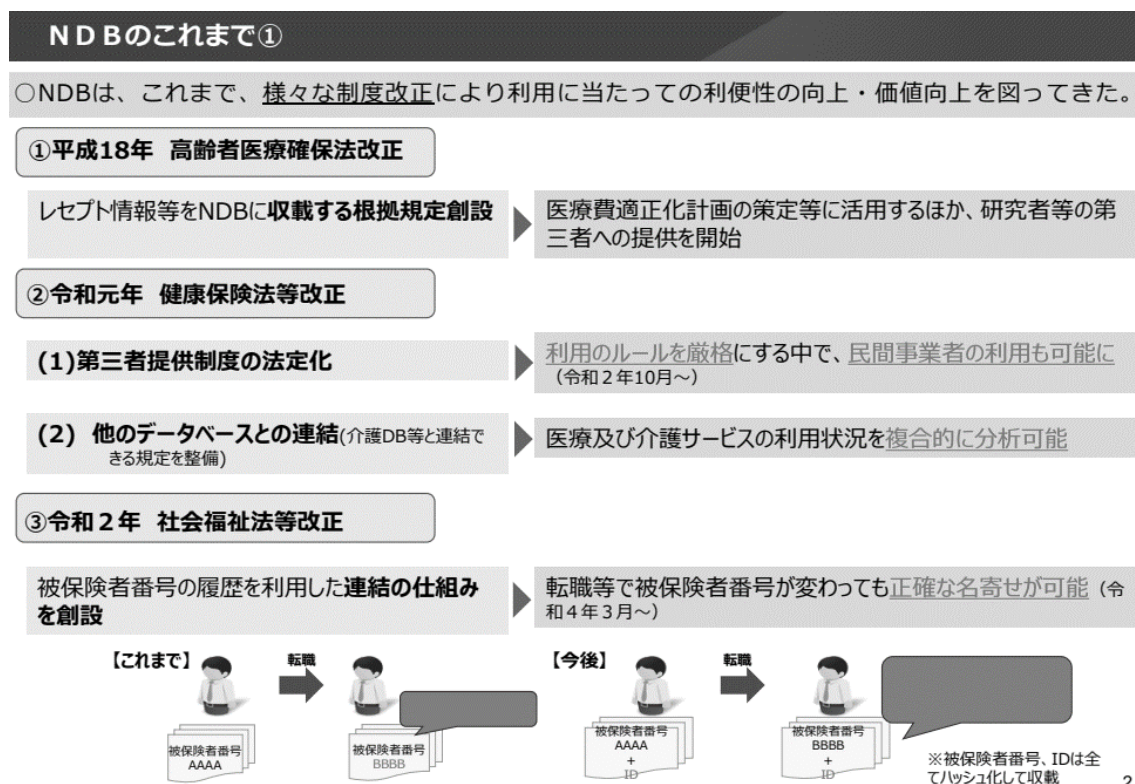 NDBのこれまで①
○NDBは、これまで、様々な制度改正により利用に当たっての利便性の向上・価値向上を図ってきた。
①平成18年 高齢者医療確保法改正
レセプト情報等をNDBに収載する根拠規定創設
医療費適正化計画の策定等に活用するほか、研究者等の第
三者への提供を開始
②令和元年 健康保険法等改正
(1)第三者提供制度の法定化
利用のルールを厳格にする中で、民間事業者の利用も可能に
（令和２年10月～）
(2) 他のデータベースとの連結(介護DB等と連結で
きる規定を整備)
医療及び介護サービスの利用状況を複合的に分析可能
③令和２年 社会福祉法等改正
被保険者番号の履歴を利用した連結の仕組み
を創設
転職等で被保険者番号が変わっても正確な名寄せが可能（令
和４年３月～）
【これまで】
転職
被保険者番号
AAAA
被保険者番号
BBBB
【今後】
転職
被保険者番号
AAAA
+
ID
被保険者番号
BBBB
+
ID
※被保険者番号、IDは全
てハッシュ化して収載
2